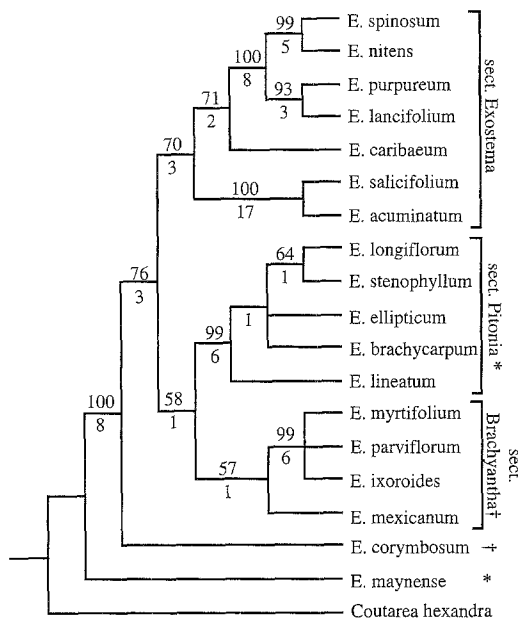 99
5
E. spinosum
E. nitens
100
8
93
3
E. purpureum
E. lancifolium
71
2
E. caribaeum
70
3
100
17
E. salicifolium
E. acuminatum
sect. Exostema
76
3
64
1
E. longiflorum
E. stenophyllum
1
E. ellipticum
E. brachycarpum
99
6
E. lineatum
sect. Pitonia *
58
1
99
6
E. myrtifolium
E. parviflorum
E. ixoroides
57
1
E. mexicanum
sect.
Brachyantha†
100
8
E. corymbosum †
E. maynense *
Coutarea hexandra